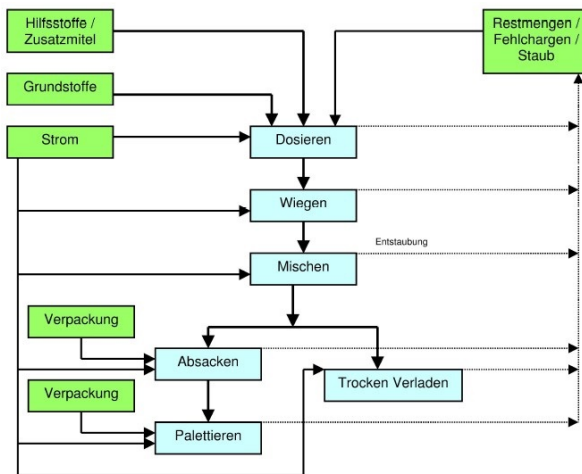 Hilfsstoffe /
Zusatzmitel
Restmengen /
Fehlchargen /
Staub
Grundstoffe
Strom
Dosieren
Wiegen
Entstaubung
Mischen
Verpackung
Absacken
Trocken Verladen
Verpackung
Palettieren